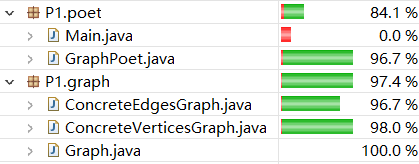 P1.poet 84.1 %
Main.java 0.0 %
GraphPoet.java 96.7 %
P1.graph 97.4 %
ConcreteEdgesGraph.java 96.7 %
ConcreteVerticesGraph.java 98.0 %
Graph.java 100.0 %